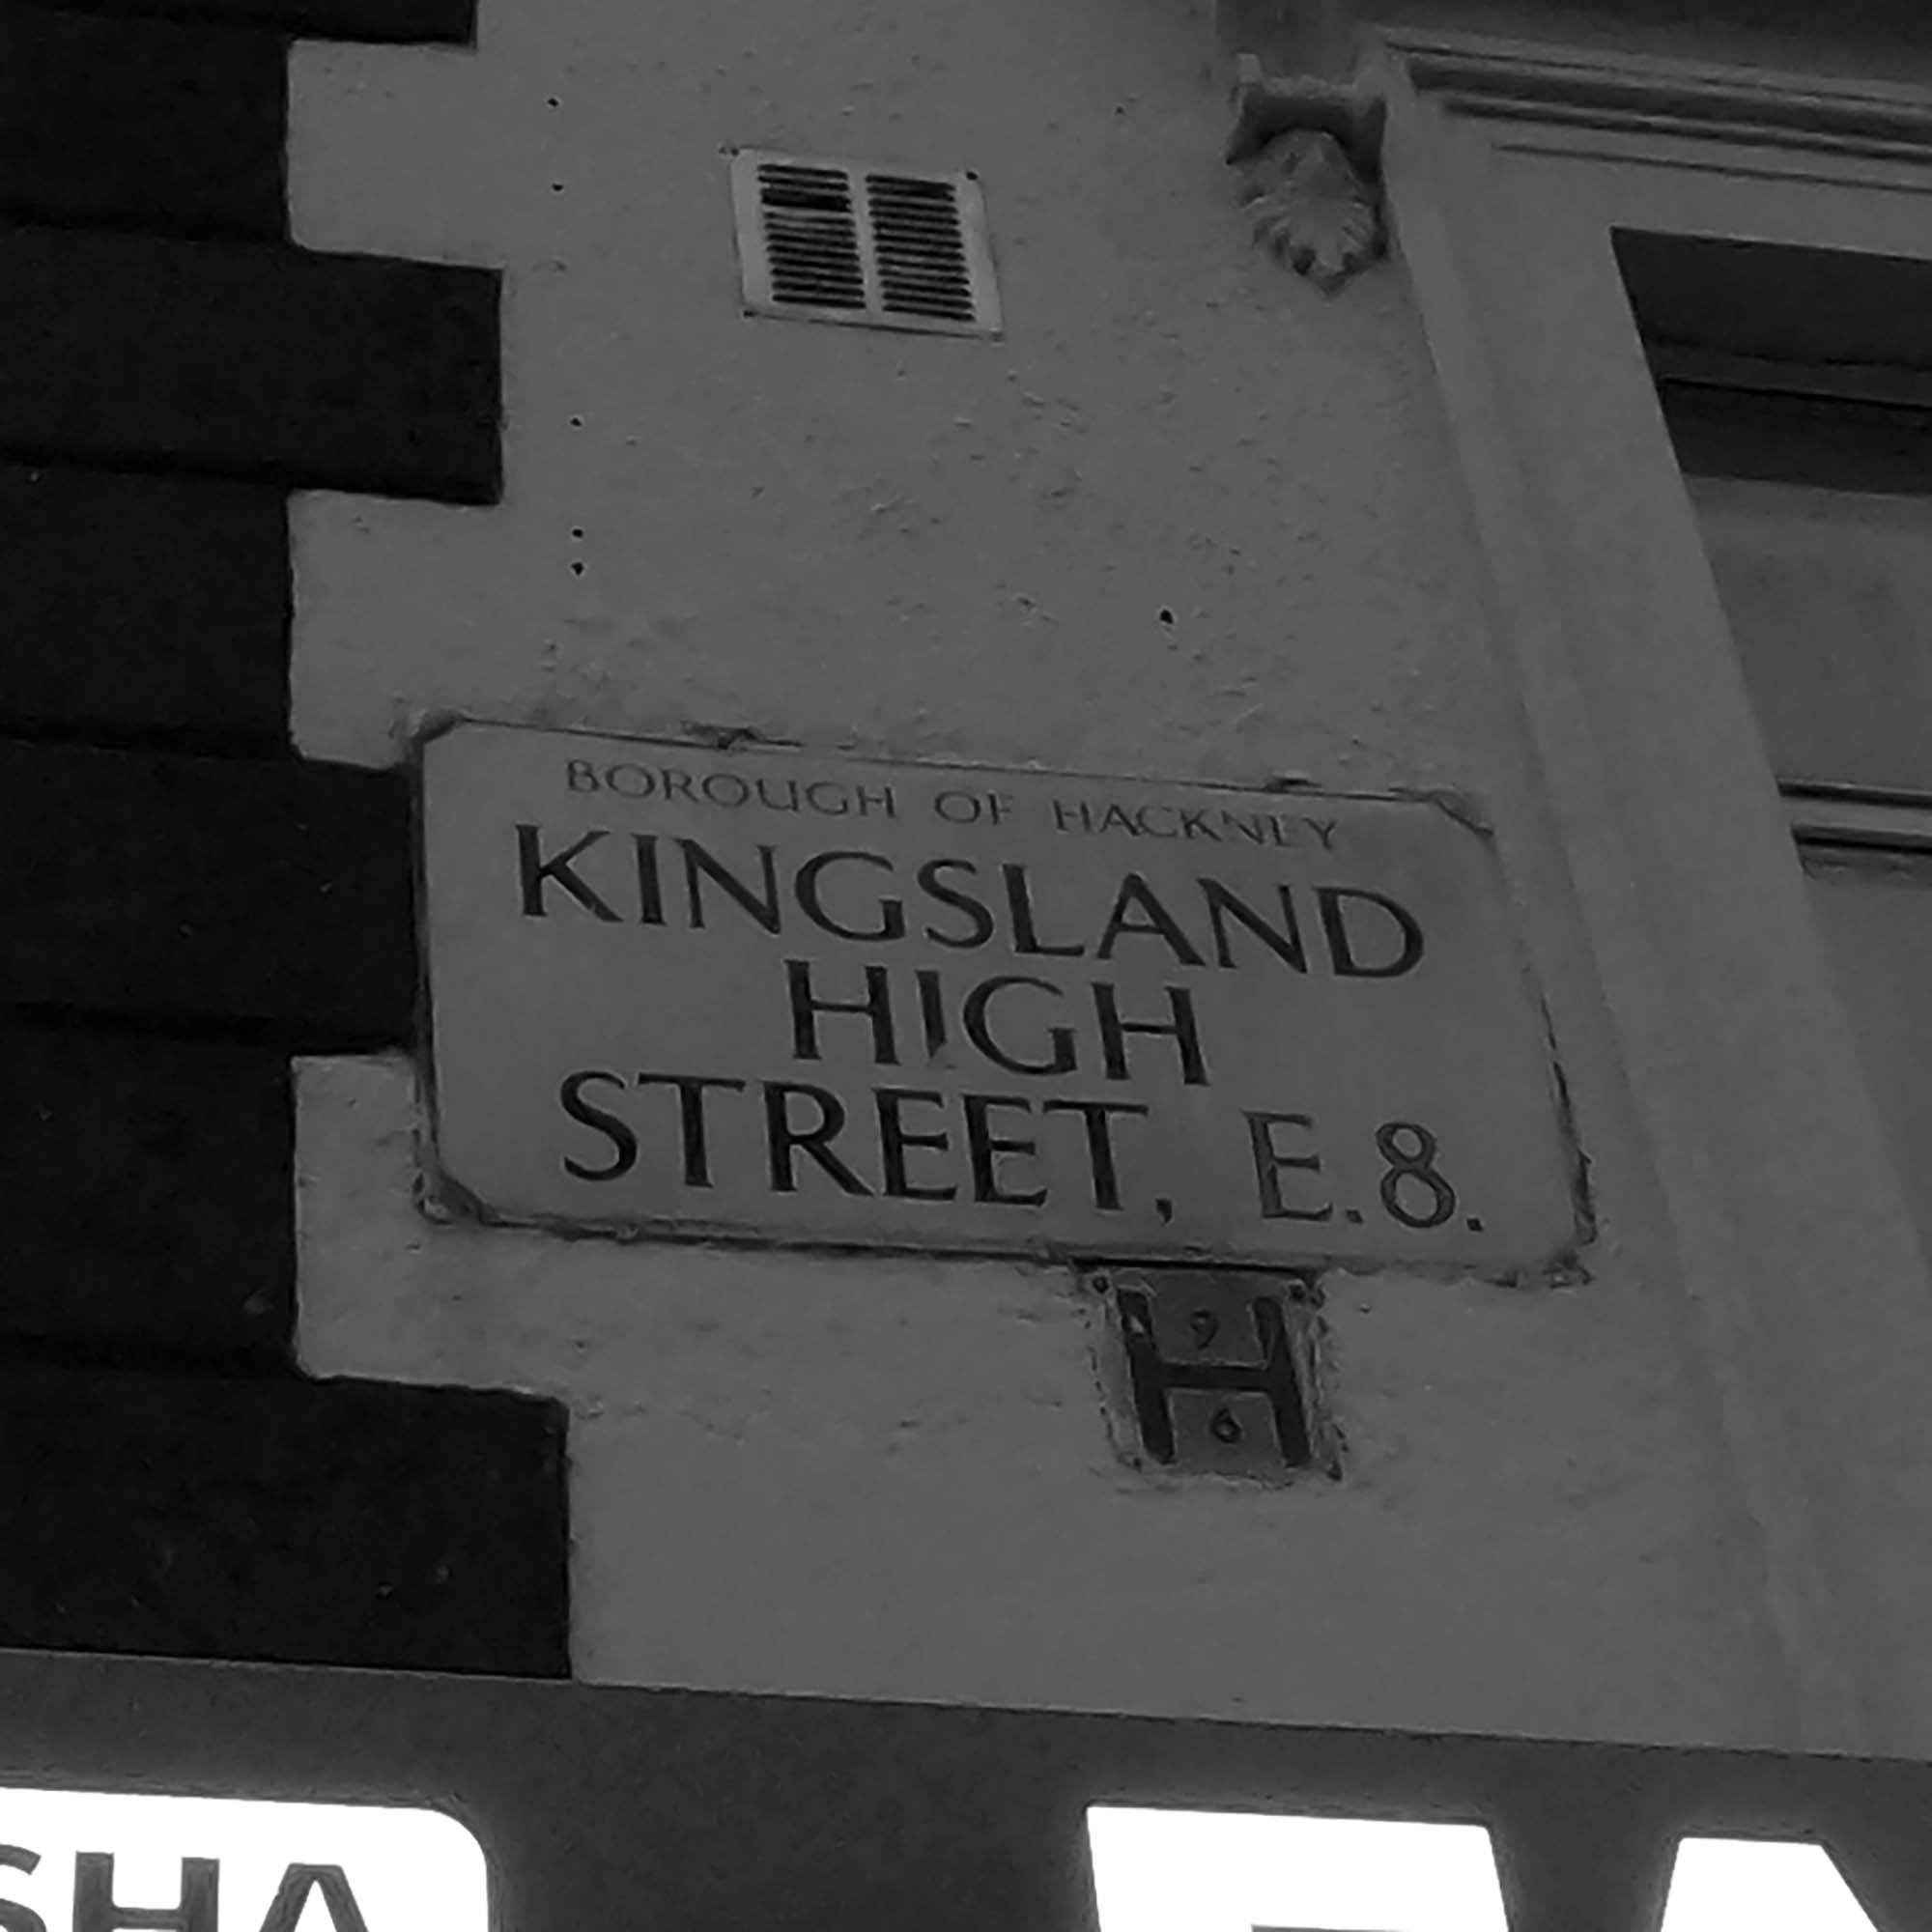 BOROUGH OF HACKNEY
KINGSLAND
HIGH
STREET, E.8.
H
9
6